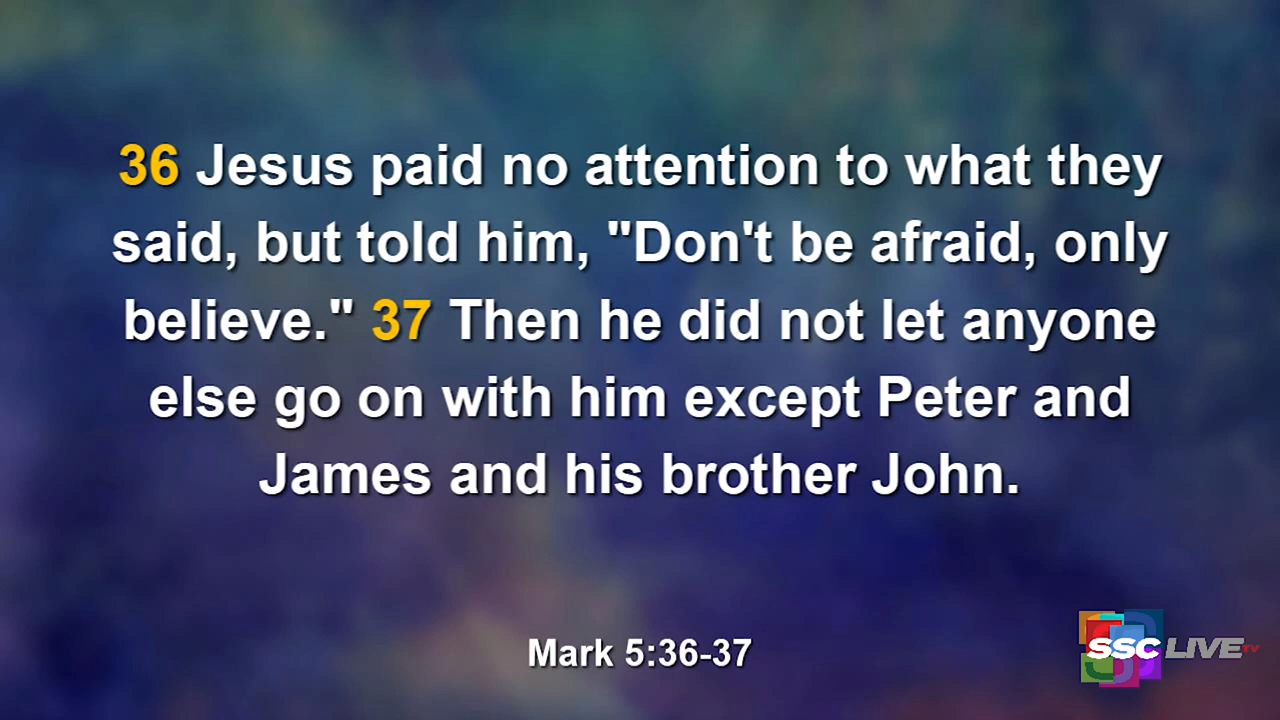 36 Jesus paid no attention to what they
said, but told him, "Don't be afraid, only
believe." 37 Then he did not let anyone
else go on with him except Peter and
James and his brother John.
Mark 5:36-37
SSC LIVE TV